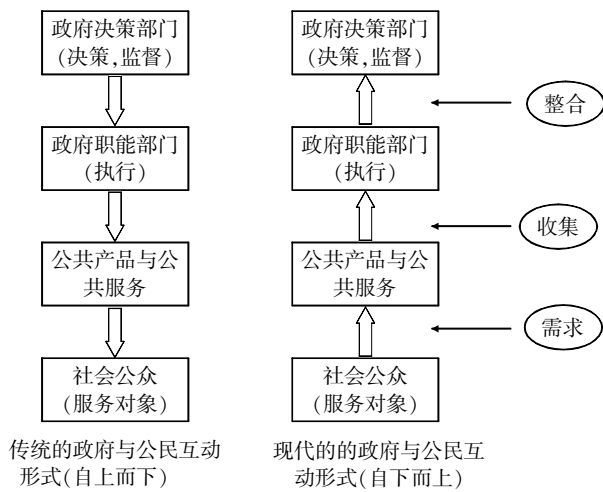 政府决策部门
(决策,监督)
政府职能部门
(执行)
公共产品与公
共服务
社会公众
(服务对象)
传统的政府与公民互动
形式(自上而下)
政府决策部门
(决策,监督)
整合
政府职能部门
(执行)
收集
公共产品与公
共服务
需求
社会公众
(服务对象)
现代的的政府与公民互
动形式(自下而上)